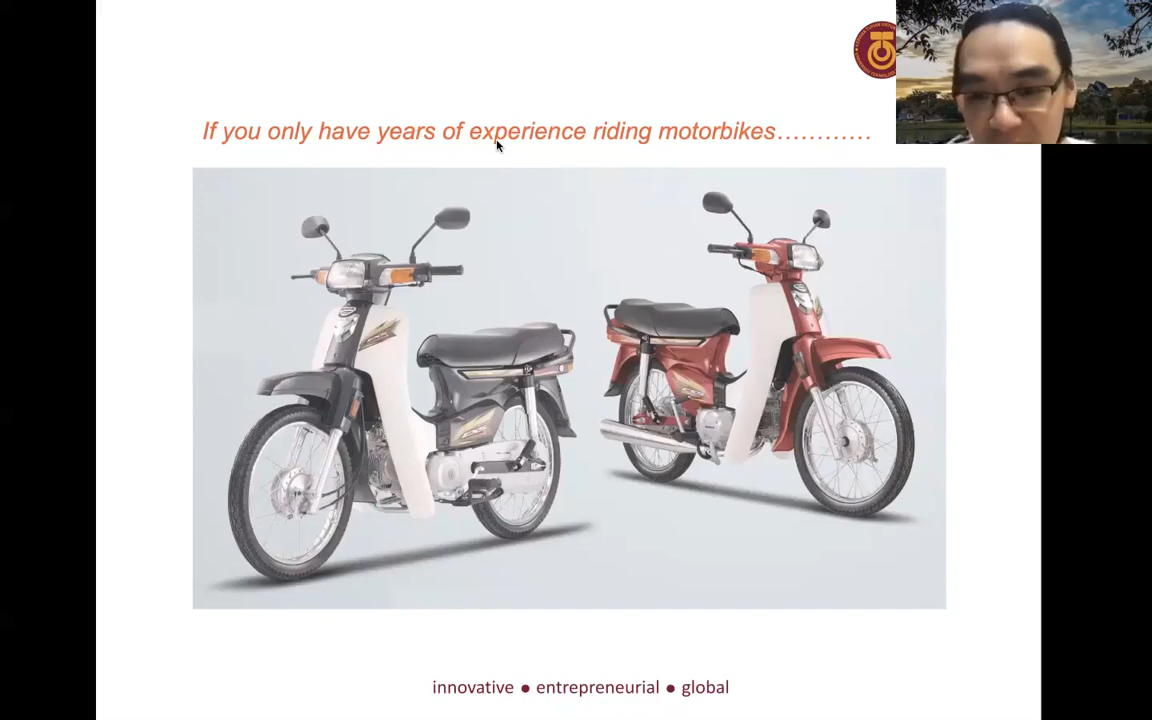 If you only have years of experience riding motorbikes…………
innovative ● entrepreneurial ● global